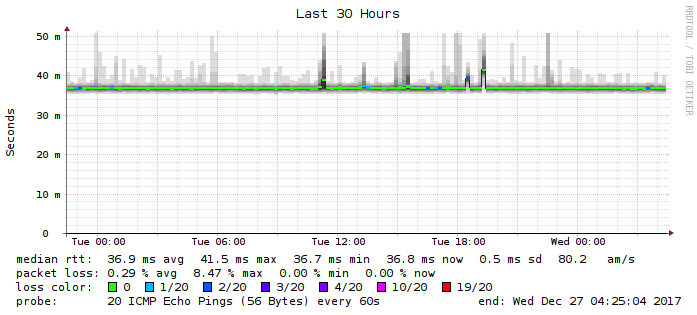 Last 30 Hours
RRDTOOL / TOBI OETIKER
Seconds
50 m
40 m
30 m
20 m
10 m
0
Tue 00:00 Tue 06:00 Tue 12:00 Tue 18:00 Wed 00:00
median rtt: 36.9 ms avg 41.5 ms max 36.7 ms min 36.8 ms now 0.5 ms sd 80.2 am/s
packet loss: 0.29 % avg 8.47 % max 0.00 % min 0.00 % now
loss color: 0 1/20 2/20 3/20 4/20 10/20 19/20
probe: 20 ICMP Echo Pings (56 Bytes) every 60s end: Wed Dec 27 04:25:04 2017